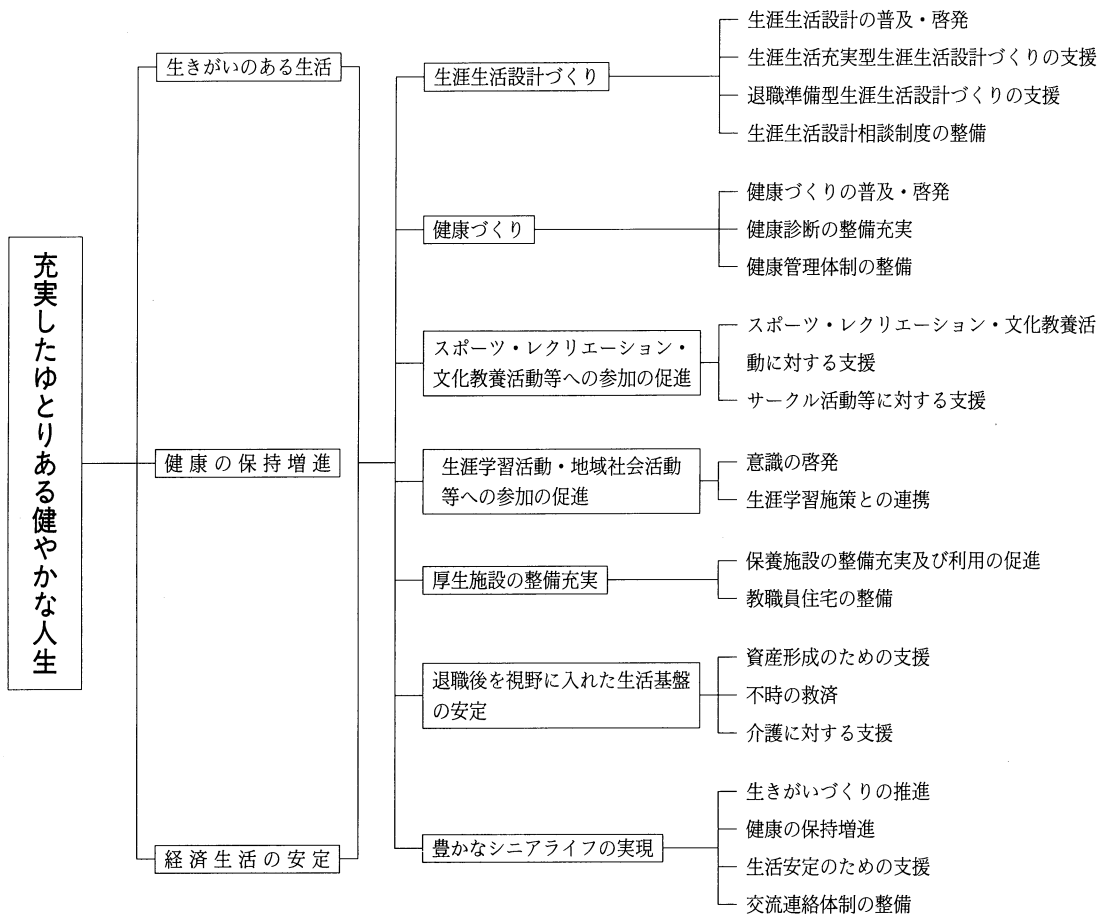 充実したゆとりある健やかな人生
生きがいのある生活
健康の保持増進
経済生活の安定
生涯生活設計づくり
生涯生活設計の普及・啓発
生涯生活充実型生涯生活設計づくりの支援
退職準備型生涯生活設計づくりの支援
生涯生活設計相談制度の整備
健康づくり
健康づくりの普及・啓発
健康診断の整備充実
健康管理体制の整備
スポーツ・レクリエーション・
文化教養活動等への参加の促進
スポーツ・レクリエーション・文化教養活
動に対する支援
サークル活動等に対する支援
生涯学習活動・地域社会活動
等への参加の促進
意識の啓発
生涯学習施策との連携
厚生施設の整備充実
保養施設の整備充実及び利用の促進
教職員住宅の整備
退職後を視野に入れた生活基盤
の安定
資産形成のための支援
不時の救済
介護に対する支援
豊かなシニアライフの実現
生きがいづくりの推進
健康の保持増進
生活安定のための支援
交流連絡体制の整備